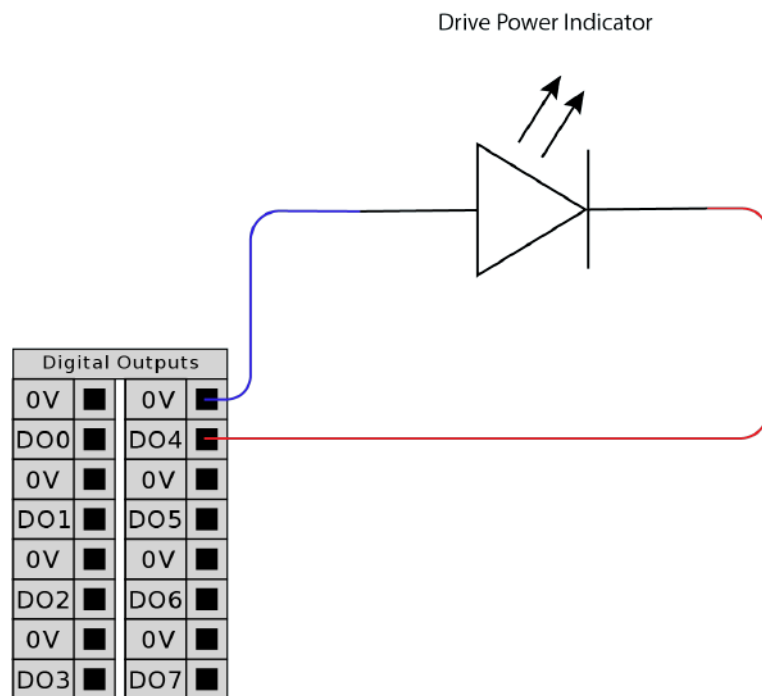 Drive Power Indicator
Digital Outputs
0V 0V
DO0 DO4
0V 0V
DO1 DO5
0V 0V
DO2 DO6
0V 0V
DO3 DO7